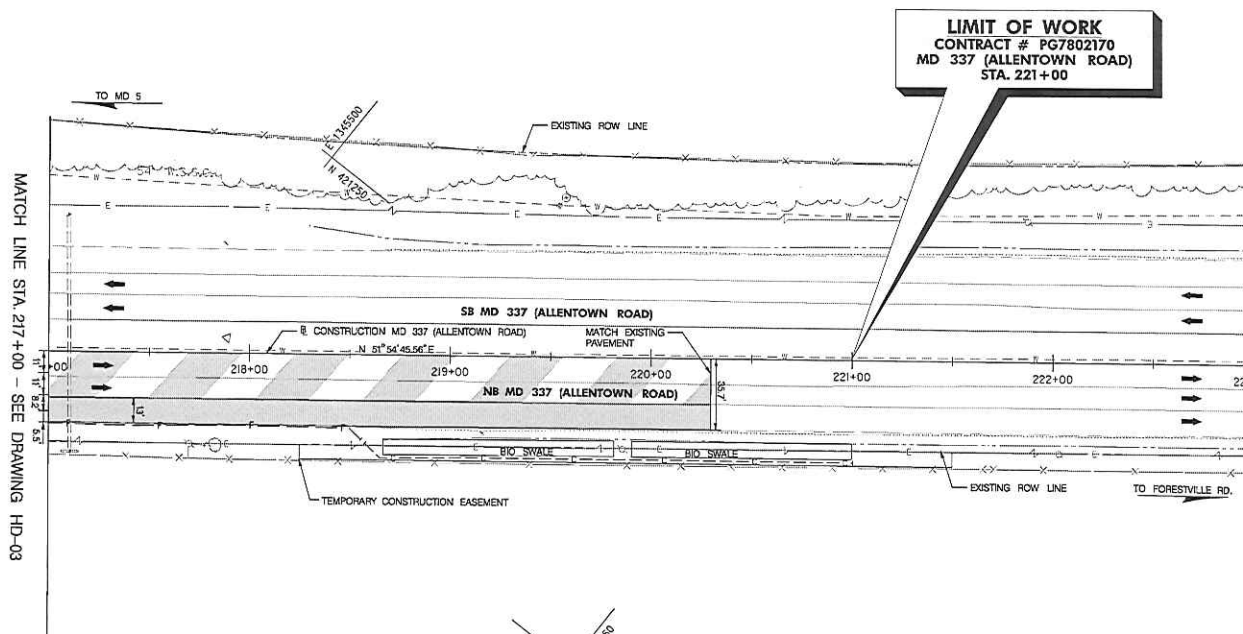 LIMIT OF WORK
CONTRACT # PG7802170
MD 337 (ALLENTOWN ROAD)
STA. 221+00
TO MD 5
E 1345500
N 421250
EXISTING ROW LINE
MATCH LINE STA. 217+00 - SEE DRAWING HD-03
W
E
E
E
W
W
SB MD 337 (ALLENTOWN ROAD)
℄ CONSTRUCTION MD 337 (ALLENTOWN ROAD)
MATCH EXISTING
PAVEMENT
N 51° 54' 45.56" E
11'
11'
8.2'
5.5'
13'
+00
218+00
219+00
220+00
221+00
222+00
22
35.7'
NB MD 337 (ALLENTOWN ROAD)
BIO SWALE
BIO SWALE
TEMPORARY CONSTRUCTION EASEMENT
EXISTING ROW LINE
TO FORESTVILLE RD.